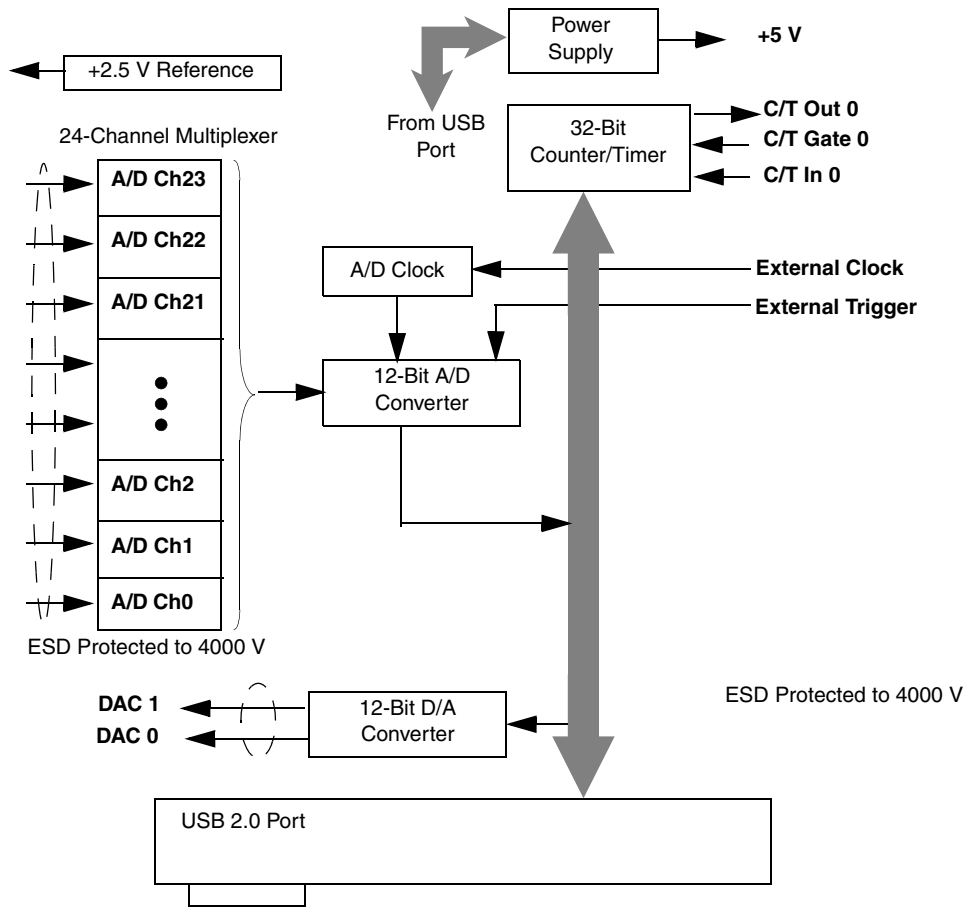 Power
Supply
+5 V
+2.5 V Reference
From USB
Port
32-Bit
Counter/Timer
C/T Out 0
C/T Gate 0
C/T In 0
24-Channel Multiplexer
A/D Ch23
A/D Ch22
A/D Ch21
A/D Ch2
A/D Ch1
A/D Ch0
ESD Protected to 4000 V
A/D Clock
External Clock
External Trigger
12-Bit A/D
Converter
DAC 1
DAC 0
12-Bit D/A
Converter
ESD Protected to 4000 V
USB 2.0 Port